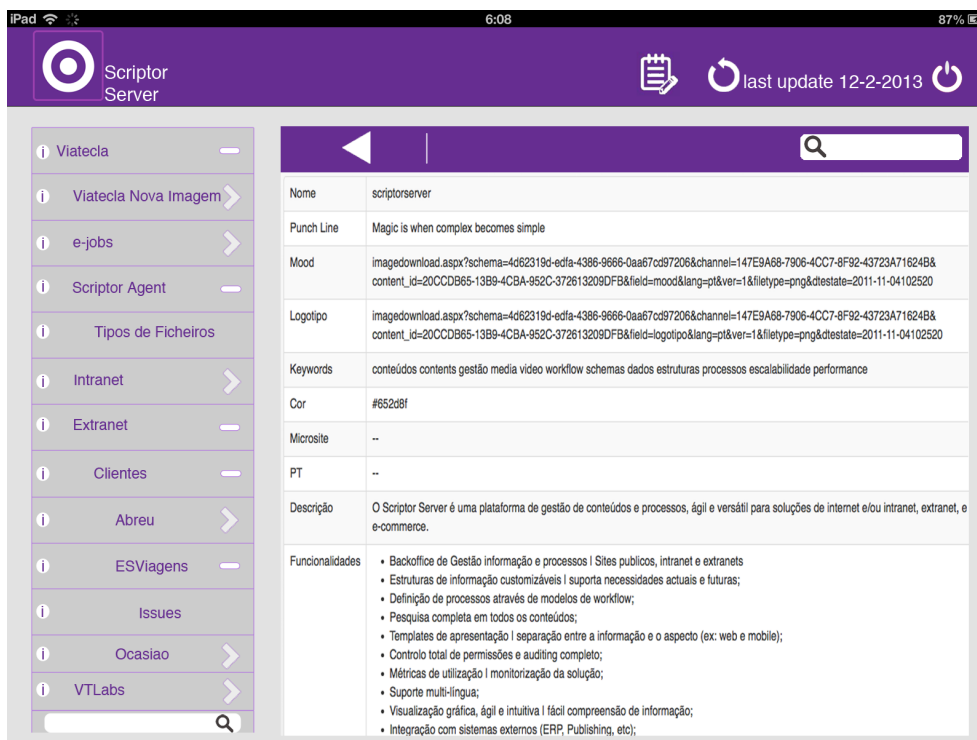 iPad
6:08
87%
Scriptor
Server
last update 12-2-2013
Viatecla
Viatecla Nova Imagem
e-jobs
Scriptor Agent
Tipos de Ficheiros
Intranet
Extranet
Clientes
Abreu
ESViagens
Issues
Ocasiao
VTLabs
Nome scriptorserver
Punch Line Magic is when complex becomes simple
Mood imagedownload.aspx?schema=4d62319d-edfa-4386-9666-0aa67cd97206&channel=147E9A68-7906-4CC7-8F92-43723A71624B&
content_id=20CCDB65-13B9-4CBA-952C-372613209DFB&field=mood&lang=pt&ver=1&filetype=png&dtestate=2011-11-04102520
Logotipo imagedownload.aspx?schema=4d62319d-edfa-4386-9666-0aa67cd97206&channel=147E9A68-7906-4CC7-8F92-43723A71624B&
content_id=20CCDB65-13B9-4CBA-952C-372613209DFB&field=logotipo&lang=pt&ver=1&filetype=png&dtestate=2011-11-04102520
Keywords conteúdos contents gestão media video workflow schemas dados estruturas processos escalabilidade performance
Cor #652d8f
Microsite --
PT --
Descrição O Scriptor Server é uma plataforma de gestão de conteúdos e processos, ágil e versátil para soluções de internet e/ou intranet, extranet, e
e-commerce.
Funcionalidades • Backoffice de Gestão informação e processos I Sites publicos, intranet e extranets
• Estruturas de informação customizáveis I suporta necessidades actuais e futuras;
• Definição de processos através de modelos de workflow;
• Pesquisa completa em todos os conteúdos;
• Templates de apresentação I separação entre a informação e o aspecto (ex: web e mobile);
• Controlo total de permissões e auditing completo;
• Métricas de utilização I monitorização da solução;
• Suporte multi-língua;
• Visualização gráfica, ágil e intuitiva I fácil compreensão de informação;
• Integração com sistemas externos (ERP, Publishing, etc);